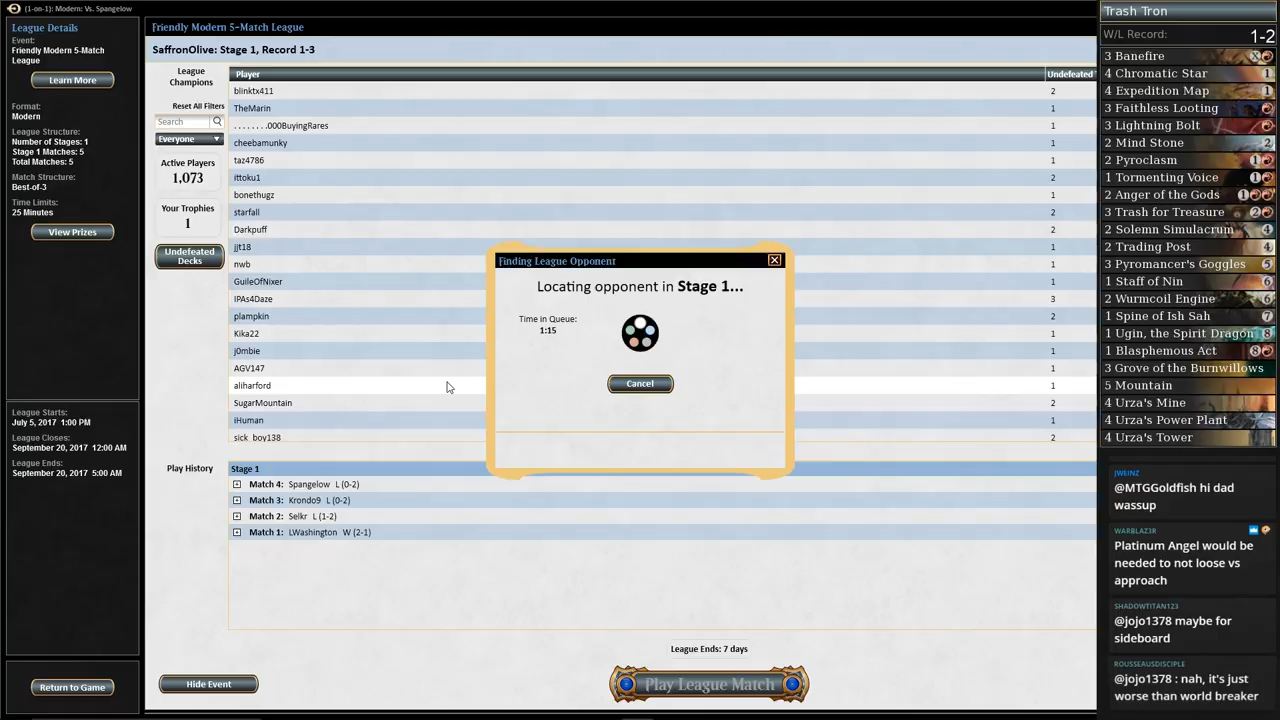 (1-on-1): Modern: Vs. Spangelow
League Details
Event:
Friendly Modern 5-Match
League
Learn More
Format:
Modern
League Structure:
Number of Stages: 1
Stage 1 Matches: 5
Total Matches: 5
Match Structure:
Best-of-3
Time Limits:
25 Minutes
View Prizes
League Starts:
July 5, 2017 1:00 PM
League Closes:
September 20, 2017 12:00 AM
League Ends:
September 20, 2017 5:00 AM
Return to Game
Friendly Modern 5-Match League
SaffronOlive: Stage 1, Record 1-3
League
Champions
Reset All Filters
Search
Everyone
Active Players
1,073
Your Trophies
1
Undefeated
Decks
Player Undefeated
blinktx411 2
TheMarin 1
........000BuyingRares 1
cheebamunky 1
taz4786 1
ittoku1 2
bonethugz 1
starfall 2
Darkpuff 2
jjt18 1
nwb 1
GuileOfNixer 1
IPAs4Daze 3
plampkin 2
Kika22 1
j0mbie 1
AGV147 1
aliharford 1
SugarMountain 2
iHuman 1
sick_boy138 2
Finding League Opponent
Locating opponent in Stage 1...
Time in Queue:
1:15
Cancel
Play History
Stage 1
Match 4: Spangelow L (0-2)
Match 3: Krondo9 L (0-2)
Match 2: Selkr L (1-2)
Match 1: LWashington W (2-1)
League Ends: 7 days
Hide Event
Play League Match
Trash Tron
W/L Record: 1-2
3 Banefire X
4 Chromatic Star 1
4 Expedition Map 1
3 Faithless Looting
3 Lightning Bolt
2 Mind Stone 2
2 Pyroclasm 1
1 Tormenting Voice 1
2 Anger of the Gods 1
3 Trash for Treasure 2
2 Solemn Simulacrum 4
2 Trading Post 4
3 Pyromancer's Goggles 5
1 Staff of Nin 6
2 Wurmcoil Engine 6
1 Spine of Ish Sah 7
1 Ugin, the Spirit Dragon 8
1 Blasphemous Act 8
3 Grove of the Burnwillows
5 Mountain
4 Urza's Mine
4 Urza's Power Plant
4 Urza's Tower
JWEINZ
@MTGGoldfish hi dad
wassup
WARBLAZ3R
Platinum Angel would be
needed to not loose vs
approach
SHADOWTITAN123
@jojo1378 maybe for
sideboard
ROUSSEAUSDISCIPLE
@jojo1378 : nah, it's just
worse than world breaker